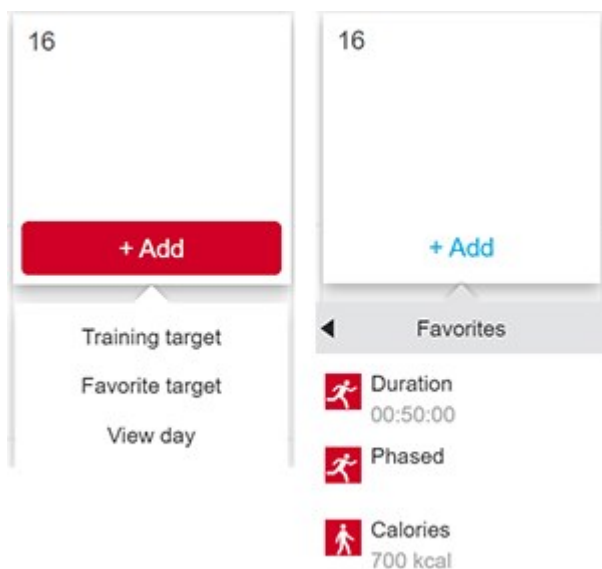 16
+ Add
Training target
Favorite target
View day
16
+ Add
Favorites
Duration
00:50:00
Phased
Calories
700 kcal